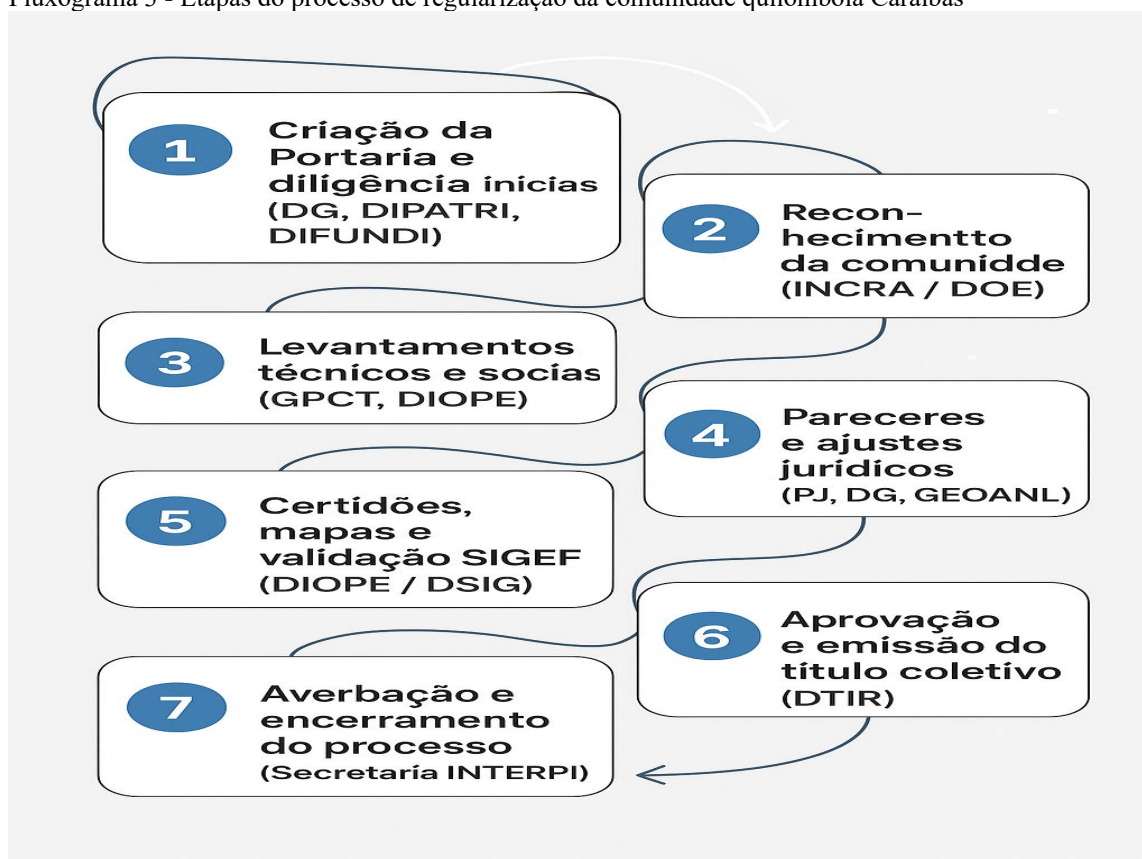 Fluxograma 3 - Etapas do processo de regularização da comunidade quilombola Caraíbas
1
Criação da
Portaria e
diligência inicias
(DG, DIPATRI,
DIFUNDI)
2
Recon-
hecimentto
da comunidde
(INCRA / DOE)
3
Levantamentos
técnicos e socias
(GPCT, DIOPE)
4
Pareceres
e ajustes
jurídicos
(PJ, DG, GEOANL)
5
Certidões,
mapas e
validação SIGEF
(DIOPE / DSIG)
6
Aprovação
e emissão do
título coletivo
(DTIR)
7
Averbação e
encerramento
do processo
(Secretaría INTERPI)